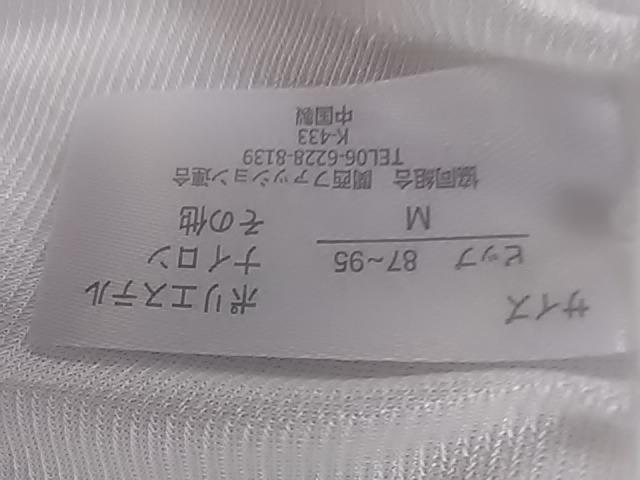 サイズ
ヒップ 87~95
M
ポリエステル
ナイロン
その他
協同組合 関西ファッション連合
TEL06-6228-8139
K-433
中国製